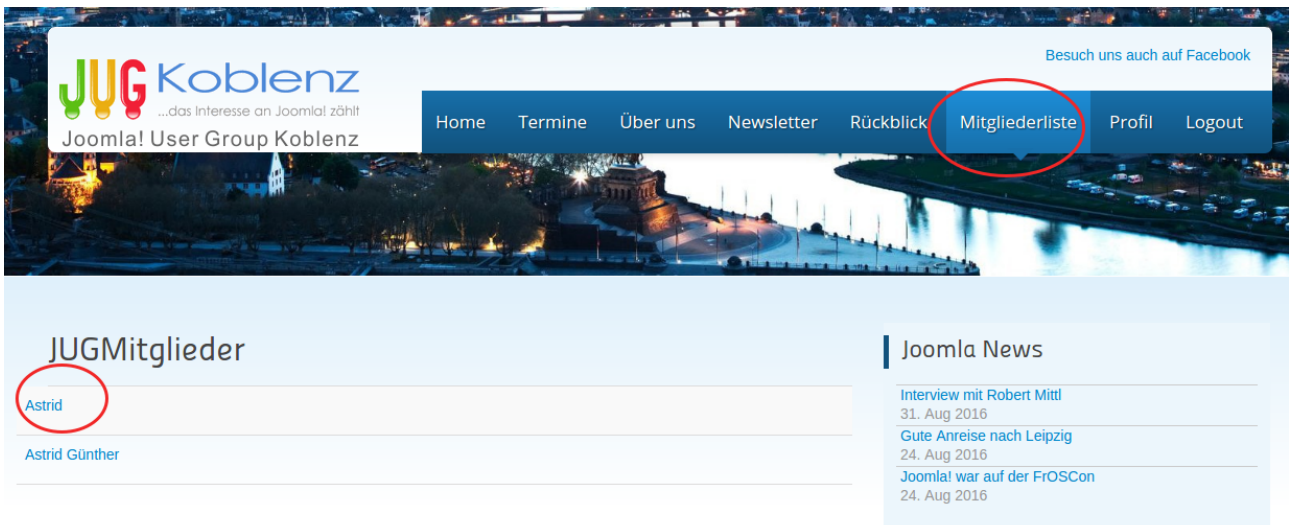 Besuch uns auch auf Facebook
JUG Koblenz
...das Interesse an Joomla! zählt
Joomla! User Group Koblenz
Home Termine Über uns Newsletter Rückblick Mitgliederliste Profil Logout
JUGMitglieder
Astrid
Astrid Günther
Joomla News
Interview mit Robert Mittl
31. Aug 2016
Gute Anreise nach Leipzig
24. Aug 2016
Joomla! war auf der FrOSCon
24. Aug 2016